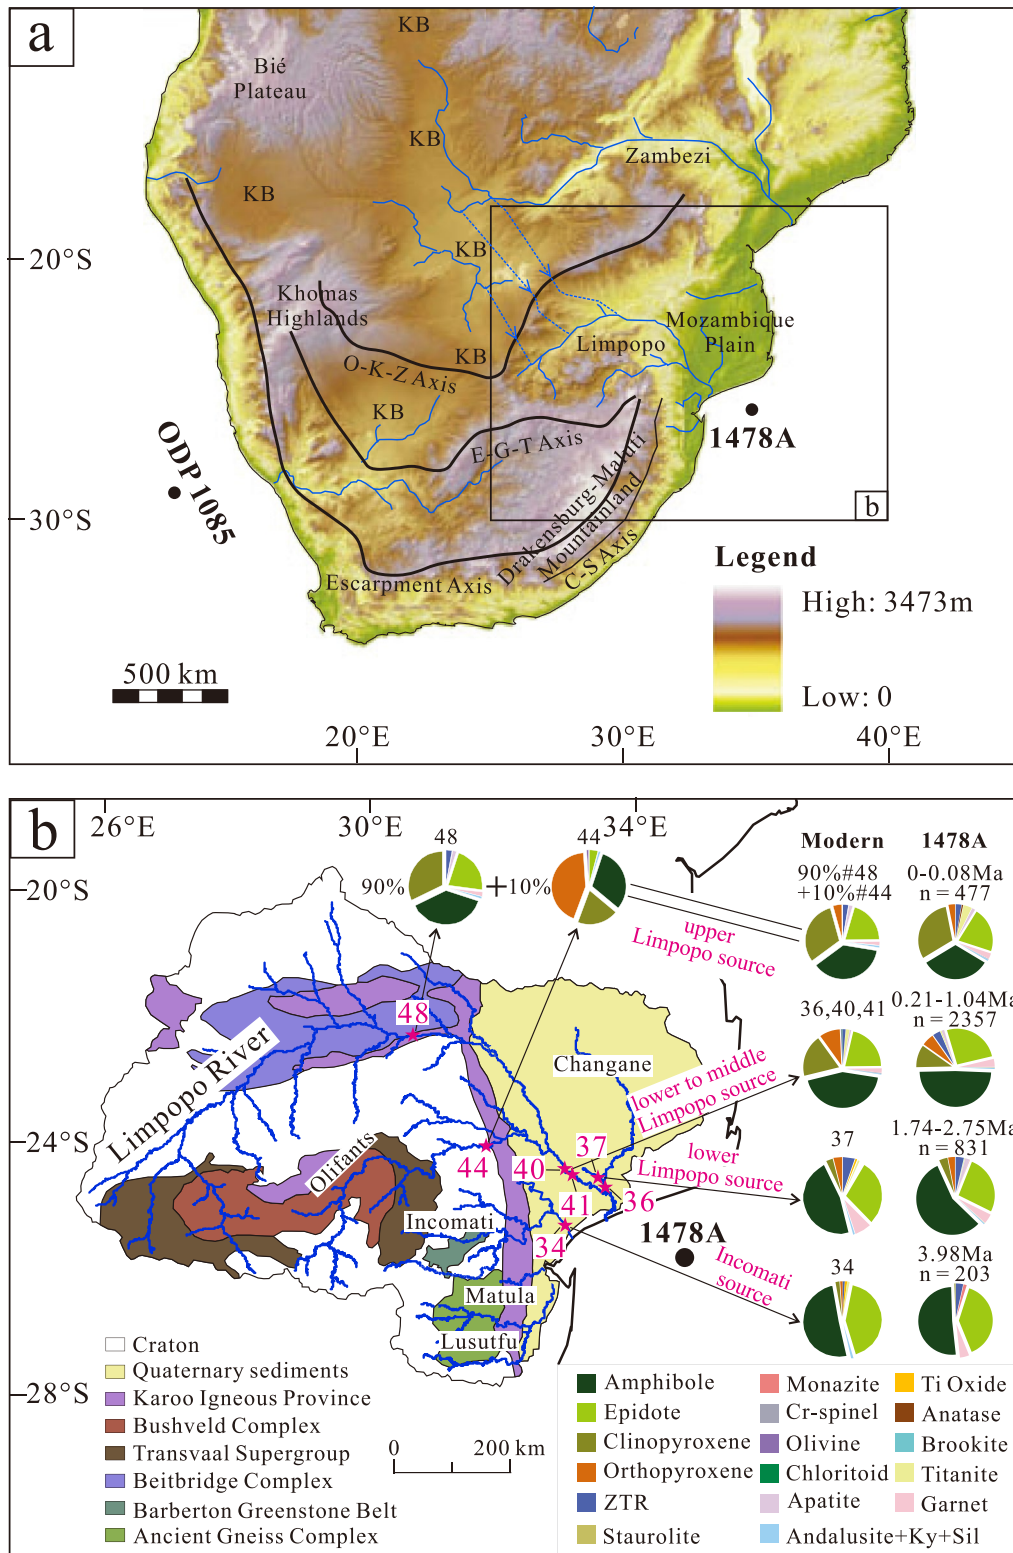 a
KB
Bié
Plateau
KB
Zambezi
KB
20°S
KB
Khomas
Highlands
Mozambique
Plain
Limpopo
KB
O-K-Z Axis
KB
1478A
E-G-T Axis
ODP 1085
b
30°S
Drakensburg-Maluti
Mountainland
C-S Axis
Escarpment Axis
Legend
High: 3473m
Low: 0
500 km
20°E
30°E
40°E
b
26°E
30°E
34°E
48
44
Modern
1478A
90%
+10%
90%#48
+10%#44
0-0.08Ma
n = 477
20°S
upper
Limpopo source
48
36,40,41
0.21-1.04Ma
n = 2357
Limpopo River
Changane
lower to middle
Limpopo source
24°S
44
Olifants
40
37
lower
Limpopo source
37
1.74-2.75Ma
n = 831
41
36
Incomati
34
1478A
Incomati
source
34
3.98Ma
n = 203
Matula
Lusutfu
28°S
Craton
Quaternary sediments
Karoo Igneous Province
Bushveld Complex
Transvaal Supergroup
Beitbridge Complex
Barberton Greenstone Belt
Ancient Gneiss Complex
0 200 km
Amphibole
Epidote
Clinopyroxene
Orthopyroxene
ZTR
Staurolite
Monazite
Cr-spinel
Olivine
Chloritoid
Apatite
Andalusite+Ky+Sil
Ti Oxide
Anatase
Brookite
Titanite
Garnet